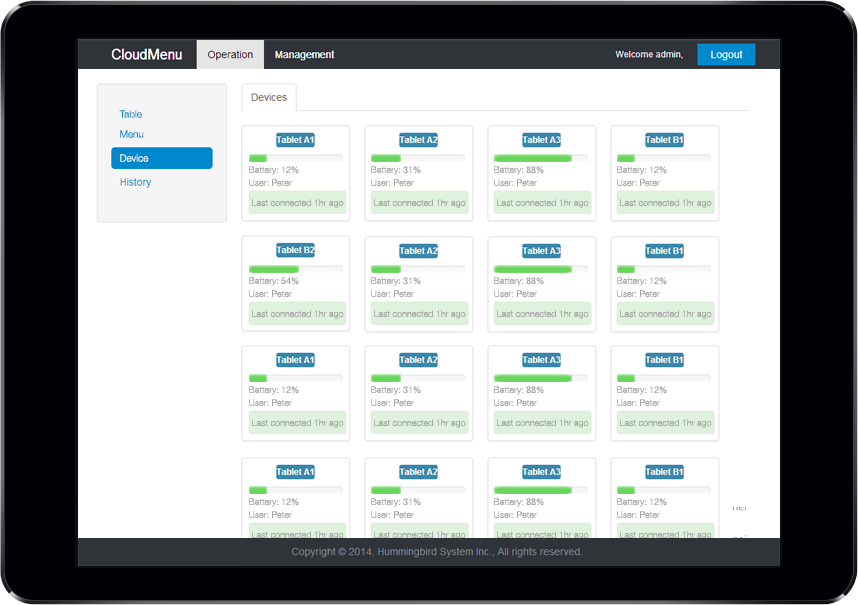 CloudMenu Operation Management Welcome admin, Logout
Table
Menu
Device
History
Devices
Tablet A1 Tablet A2 Tablet A3 Tablet B1
Battery: 12% Battery: 31% Battery: 88% Battery: 12%
User: Peter User: Peter User: Peter User: Peter
Last connected 1hr ago Last connected 1hr ago Last connected 1hr ago Last connected 1hr ago
Tablet B2 Tablet A2 Tablet A3 Tablet B1
Battery: 54% Battery: 31% Battery: 88% Battery: 12%
User: Peter User: Peter User: Peter User: Peter
Last connected 1hr ago Last connected 1hr ago Last connected 1hr ago Last connected 1hr ago
Tablet A1 Tablet A2 Tablet A3 Tablet B1
Battery: 12% Battery: 31% Battery: 88% Battery: 12%
User: Peter User: Peter User: Peter User: Peter
Last connected 1hr ago Last connected 1hr ago Last connected 1hr ago Last connected 1hr ago
Tablet A1 Tablet A2 Tablet A3 Tablet B1
Battery: 12% Battery: 31% Battery: 88% Battery: 12%
User: Peter User: Peter User: Peter User: Peter
Last connected 1hr ago Last connected 1hr ago Last connected 1hr ago Last connected 1hr ago
Copyright © 2014, Hummingbird System Inc., All rights reserved.